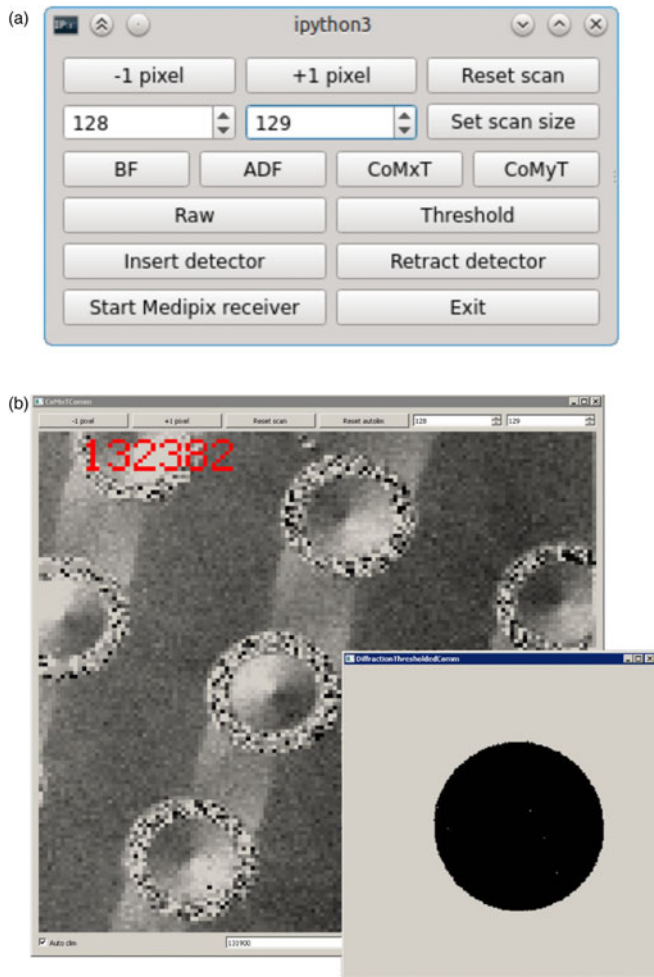 (a)
iPy
ipython3
-1 pixel +1 pixel Reset scan
128 129 Set scan size
BF ADF CoMxT CoMyT
Raw Threshold
Insert detector Retract detector
Start Medipix receiver Exit
(b)
CoMxTComm
-1 pixel +1 pixel Reset scan Reset autolim 128 129
132382
DiffractionThresholdedComm
Auto clim 131900